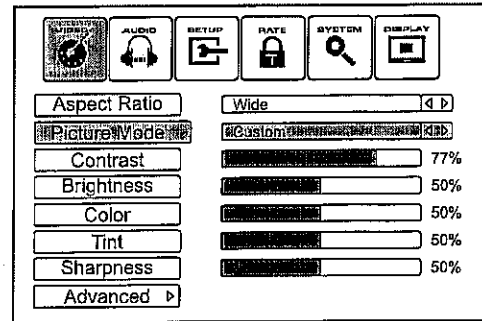 VIDEO AUDIO SETUP RATE SYSTEM DISPLAY
Aspect Ratio Wide
Picture Mode Custom
Contrast 77%
Brightness 50%
Color 50%
Tint 50%
Sharpness 50%
Advanced